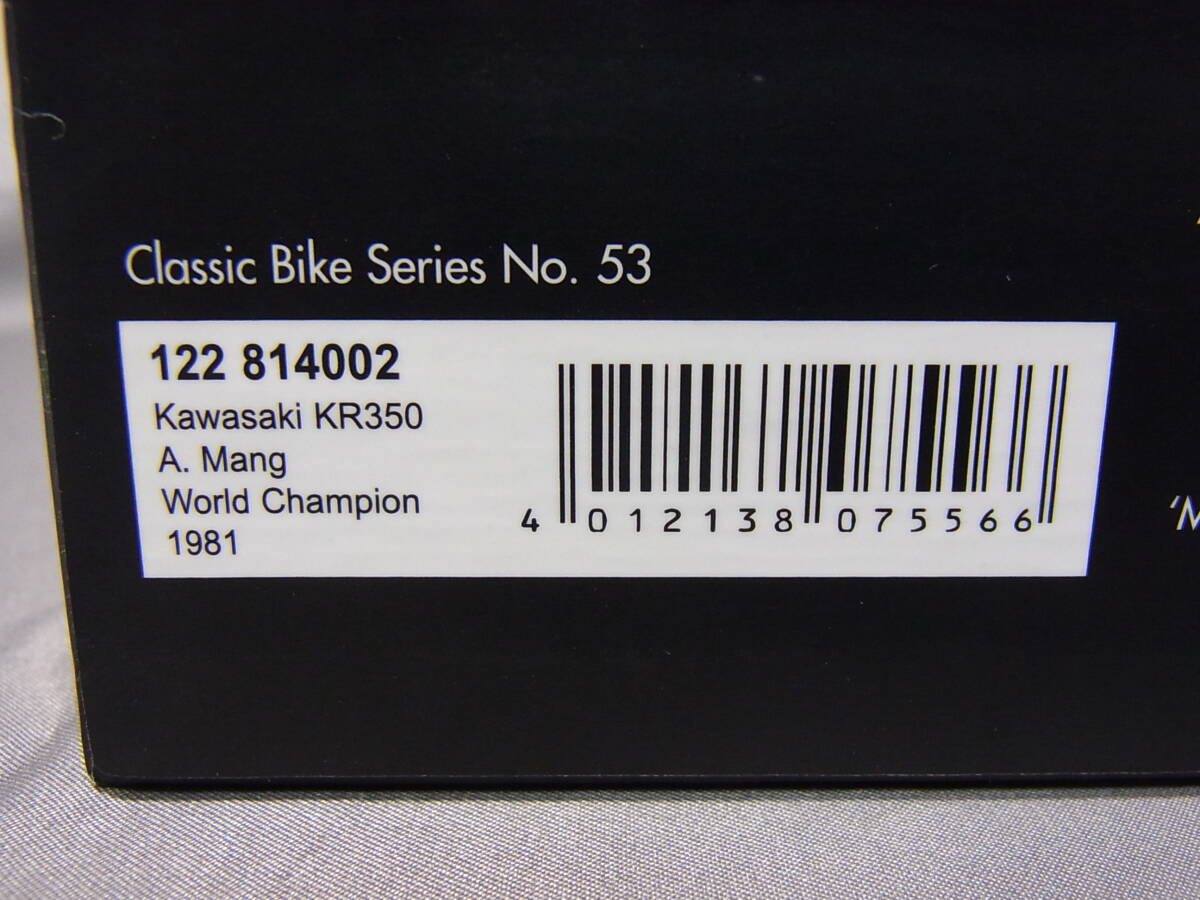 Classic Bike Series No. 53
122 814002
Kawasaki KR350
A. Mang
World Champion
1981
4 012138 075566
'M